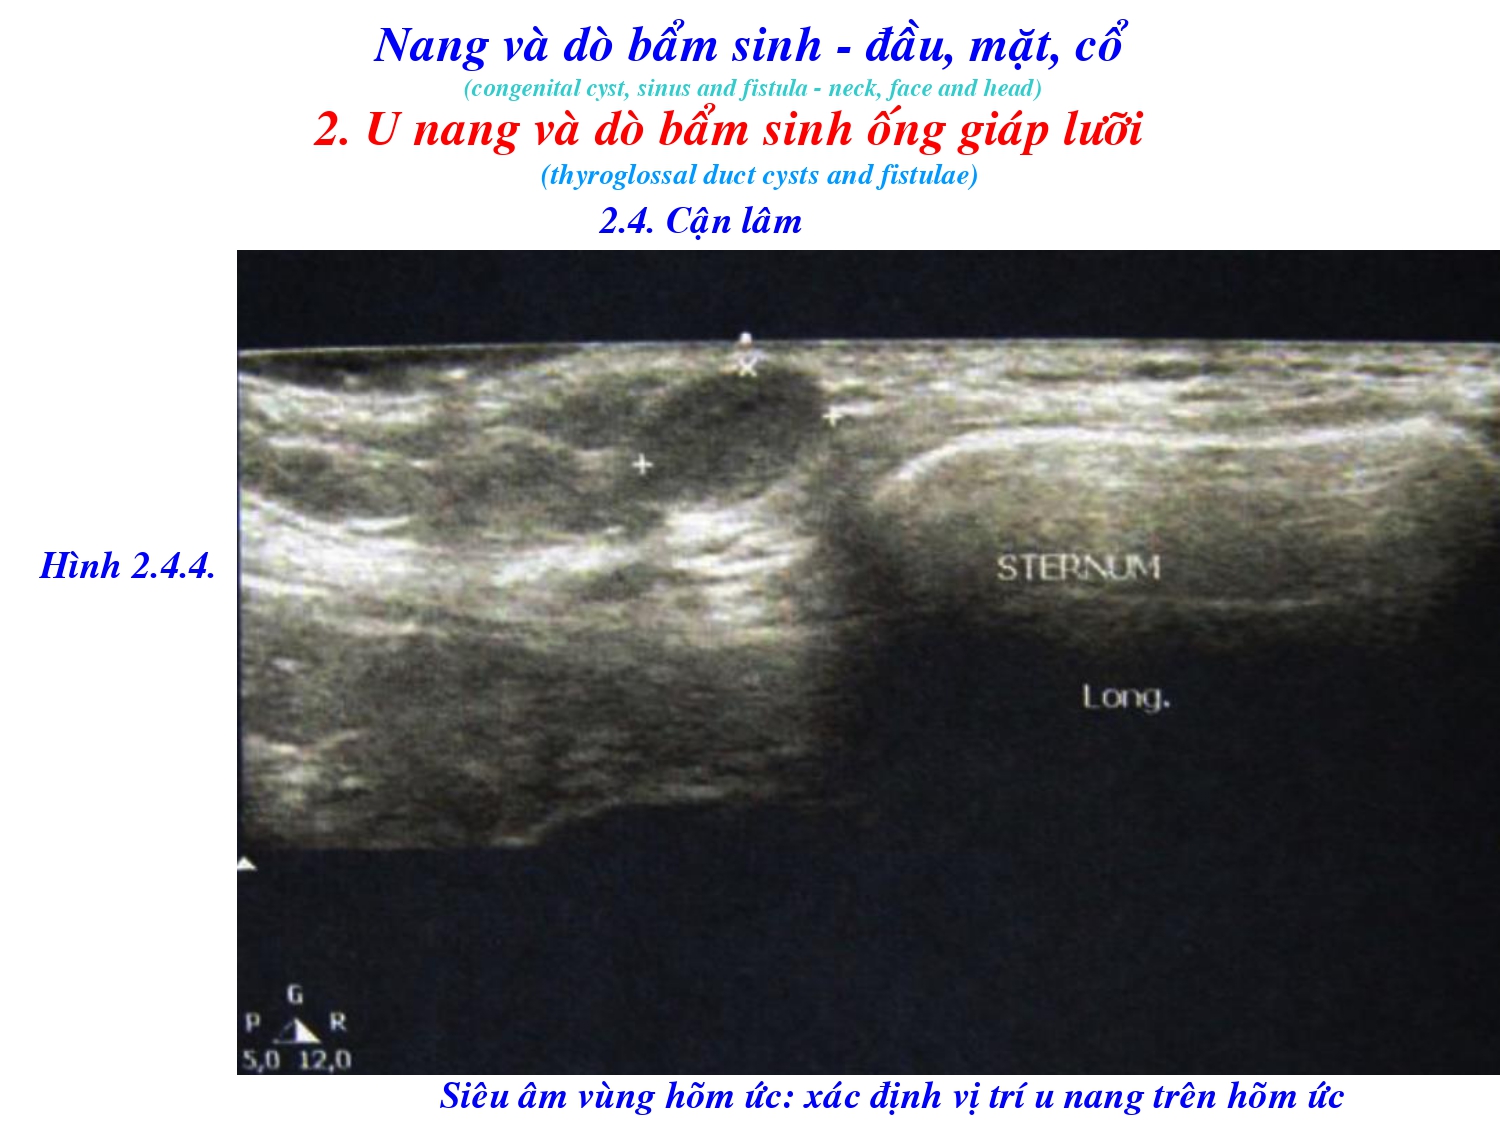 Nang và dò bẩm sinh - đầu, mặt, cổ
(congenital cyst, sinus and fistula - neck, face and head)
2. U nang và dò bẩm sinh ống giáp lưỡi
(thyroglossal duct cysts and fistulae)
2.4. Cận lâm
Hình 2.4.4.
STERNUM
Long.
G
P R
5,0 12,0
Siêu âm vùng hõm ức: xác định vị trí u nang trên hõm ức